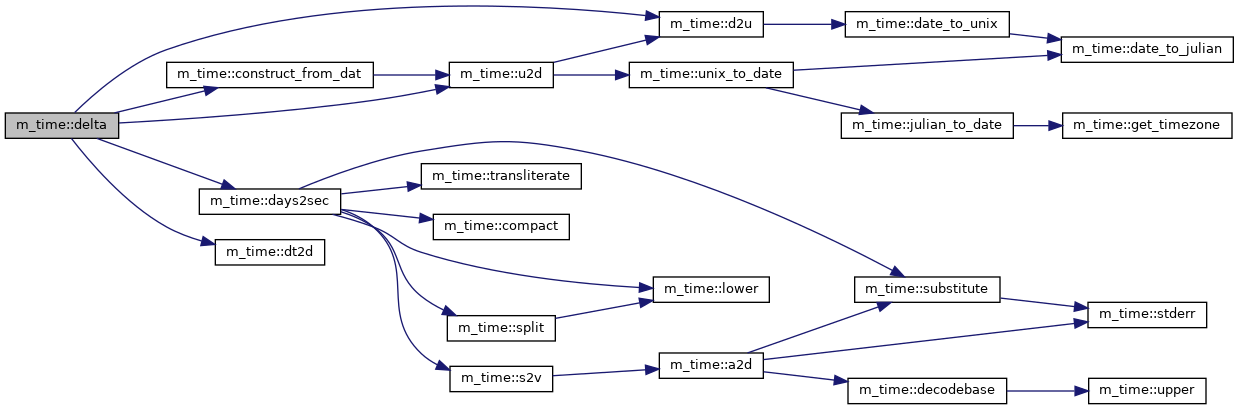 m_time::delta
m_time::construct_from_dat
m_time::u2d
m_time::d2u
m_time::date_to_unix
m_time::date_to_julian
m_time::unix_to_date
m_time::julian_to_date
m_time::get_timezone
m_time::days2sec
m_time::transliterate
m_time::compact
m_time::dt2d
m_time::lower
m_time::split
m_time::s2v
m_time::a2d
m_time::substitute
m_time::stderr
m_time::decodebase
m_time::upper